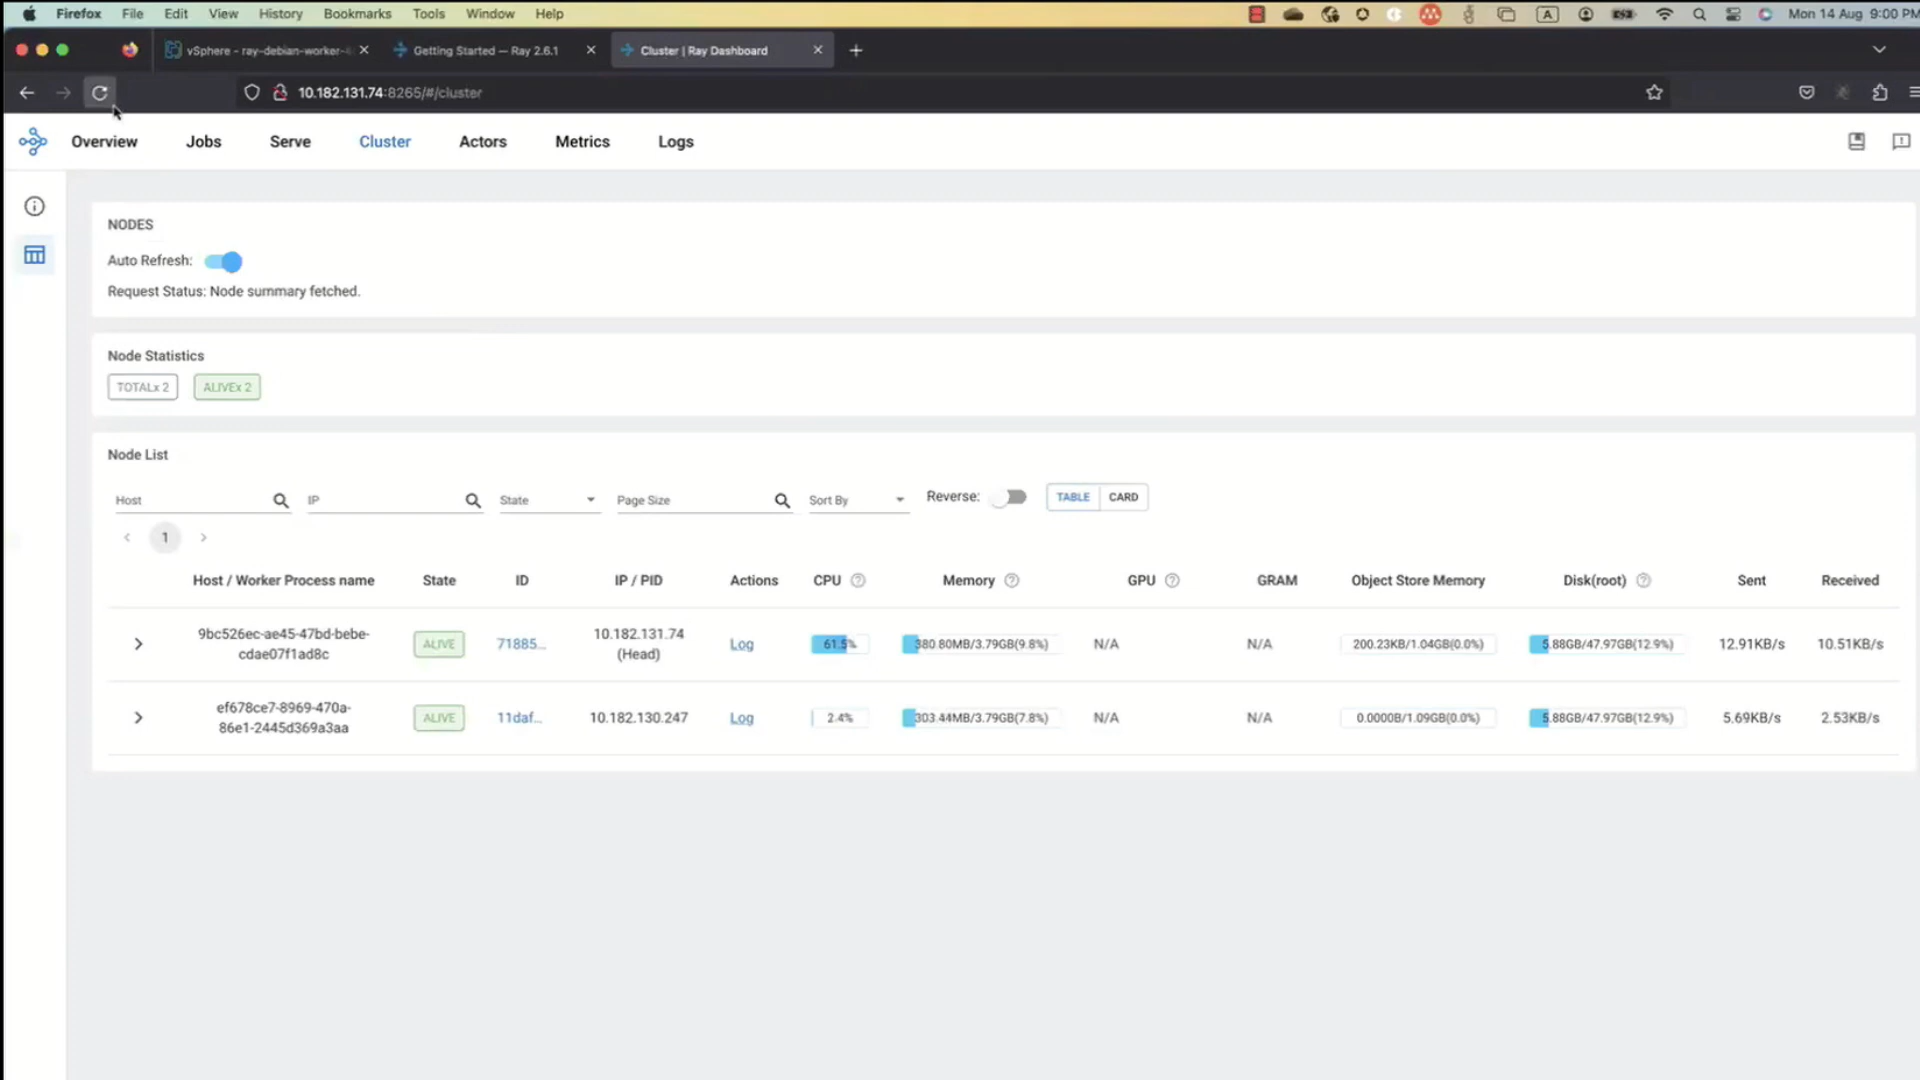 Firefox File Edit View History Bookmarks Tools Window Help A Mon 14 Aug 9:00 PM
vSphere - ray-debian-worker- Getting Started — Ray 2.6.1 Cluster | Ray Dashboard
10.182.131.74:8265/#/cluster
Overview Jobs Serve Cluster Actors Metrics Logs
NODES
Auto Refresh:
Request Status: Node summary fetched.
Node Statistics
TOTALx 2 ALIVEx 2
Node List
Host IP State Page Size Sort By Reverse: TABLE CARD
1
Host / Worker Process name State ID IP / PID Actions CPU Memory GPU GRAM Object Store Memory Disk(root) Sent Received
9bc526ec-ae45-47bd-bebe-
cdae07f1ad8c
ALIVE 71885...
10.182.131.74
(Head)
Log 61.5% 380.80MB/3.79GB(9.8%) N/A N/A 200.23KB/1.04GB(0.0%) 5.88GB/47.97GB(12.9%) 12.91KB/s 10.51KB/s
ef678ce7-8969-470a-
86e1-2445d369a3aa
ALIVE 11daf... 10.182.130.247 Log 2.4% 303.44MB/3.79GB(7.8%) N/A N/A 0.0000B/1.09GB(0.0%) 5.88GB/47.97GB(12.9%) 5.69KB/s 2.53KB/s